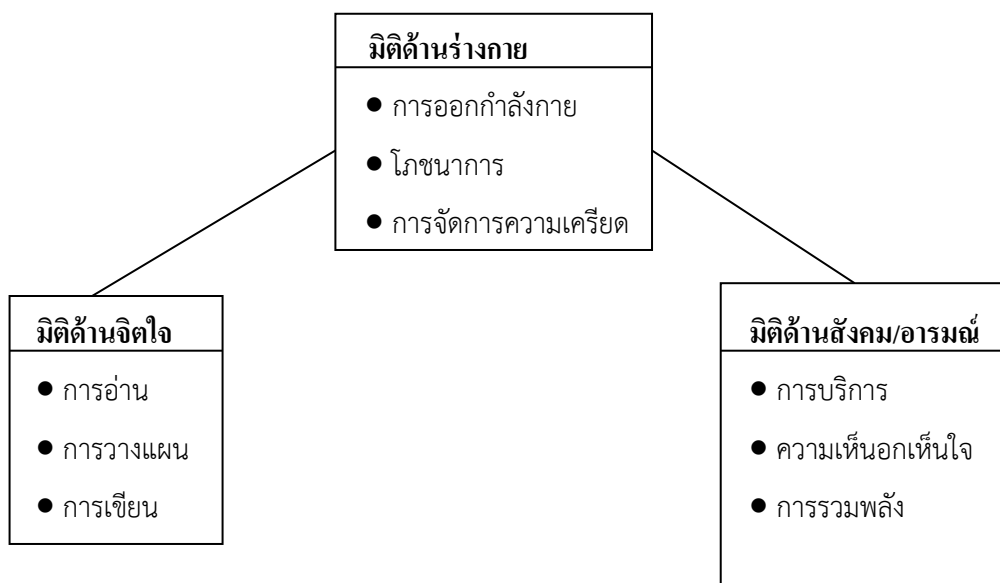 มิติด้านร่างกาย
● การออกกำลังกาย
● โภชนาการ
● การจัดการความเครียด
มิติด้านจิตใจ
● การอ่าน
● การวางแผน
● การเขียน
มิติด้านสังคม/อารมณ์
● การบริการ
● ความเห็นอกเห็นใจ
● การรวมพลัง